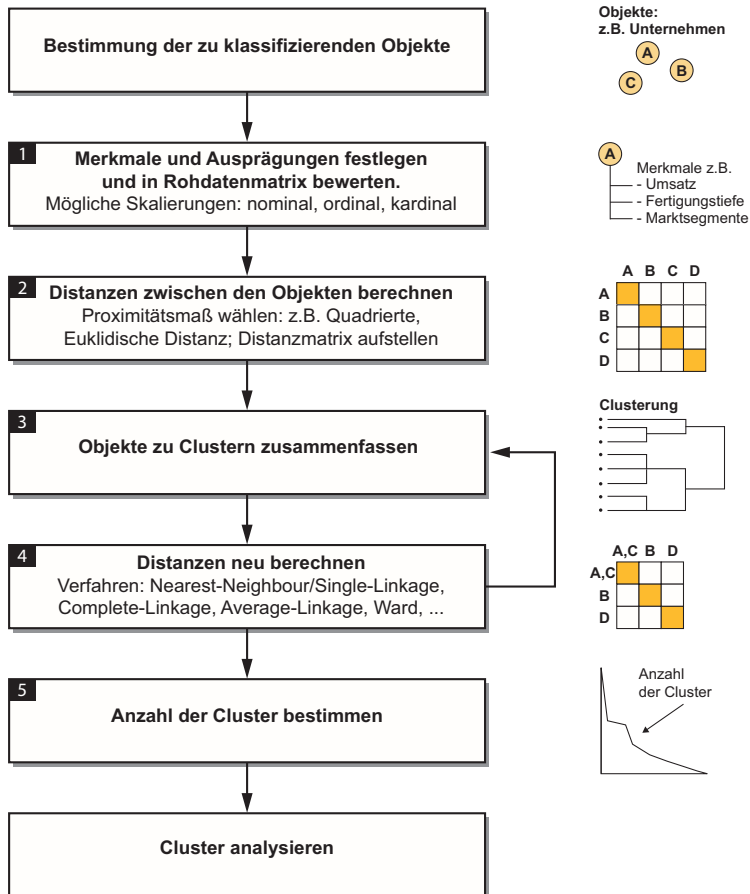 Bestimmung der zu klassifizierenden Objekte
Objekte:
z.B. Unternehmen
A
B
C
1
Merkmale und Ausprägungen festlegen
und in Rohdatenmatrix bewerten.
Mögliche Skalierungen: nominal, ordinal, kardinal
A
Merkmale z.B.
- Umsatz
- Fertigungstiefe
- Marktsegmente
2
Distanzen zwischen den Objekten berechnen
Proximitätsmaß wählen: z.B. Quadrierte,
Euklidische Distanz; Distanzmatrix aufstellen
A B C D
A
B
C
D
3
Objekte zu Clustern zusammenfassen
Clusterung
4
Distanzen neu berechnen
Verfahren: Nearest-Neighbour/Single-Linkage,
Complete-Linkage, Average-Linkage, Ward, ...
A,C B D
A,C
B
D
5
Anzahl der Cluster bestimmen
Anzahl
der Cluster
Cluster analysieren